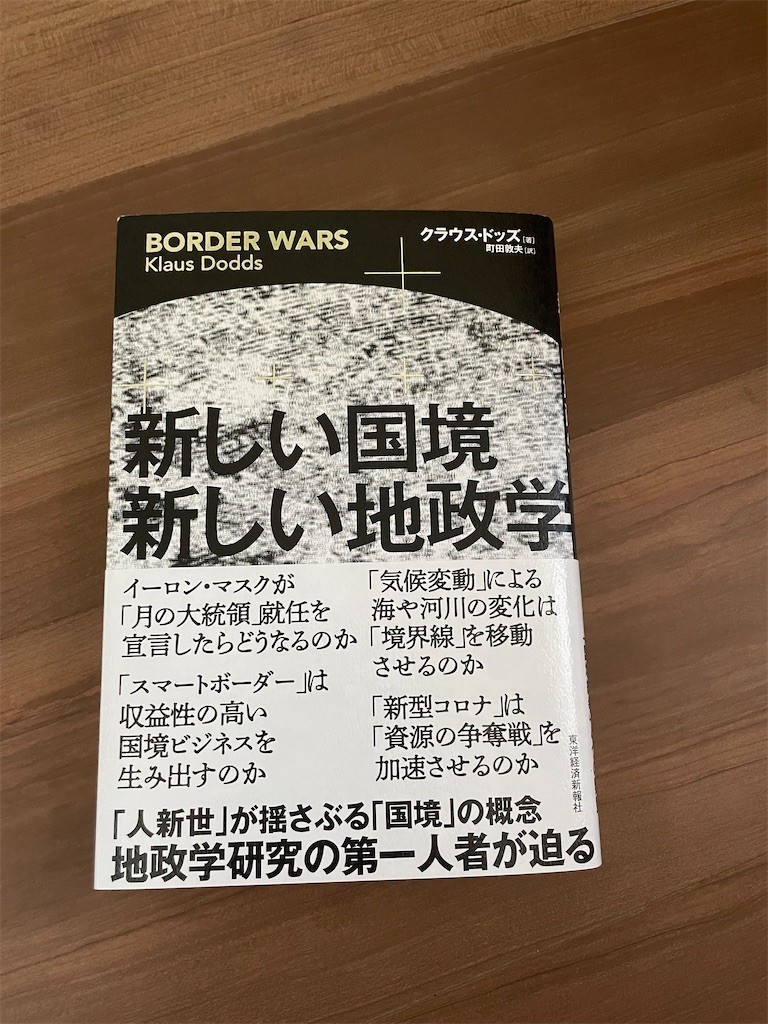 BORDER WARS
Klaus Dodds
クラウス・ドッズ[著]
町田敦夫[訳]
新しい国境
新しい地政学
イーロン・マスクが
「月の大統領」就任を
宣言したらどうなるのか
「スマートボーダー」は
収益性の高い
国境ビジネスを
生み出すのか
「気候変動」による
海や河川の変化は
「境界線」を移動
させるのか
「新型コロナ」は
「資源の争奪戦」を
加速させるのか
東洋経済新報社
「人新世」が揺さぶる「国境」の概念
地政学研究の第一人者が迫る